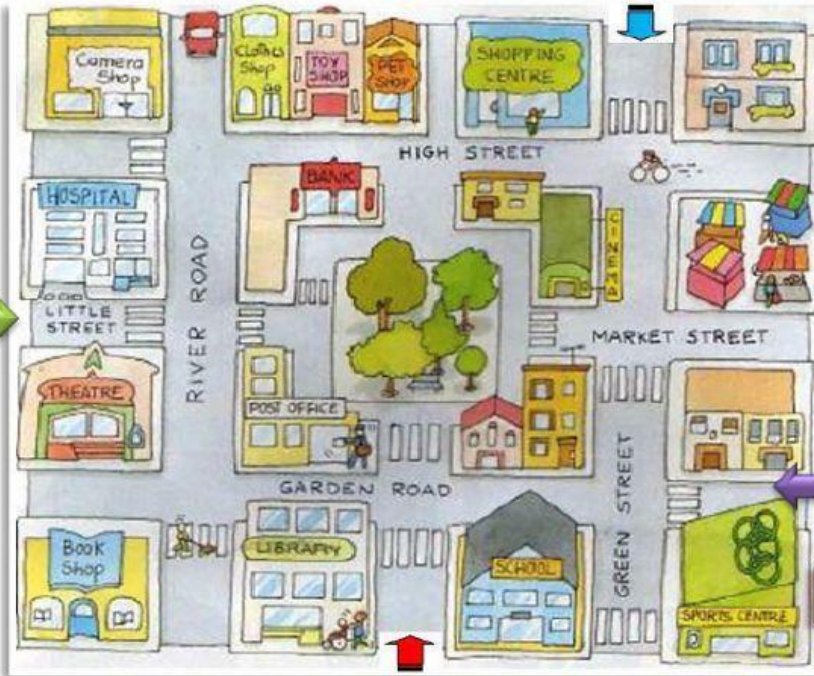 Camera
Shop
CLOTHES
Shop
TOY
SHOP
PET
SHOP
SHOPPING
CENTRE
HIGH STREET
HOSPITAL
BANK
CINEMA
RIVER ROAD
LITTLE
STREET
MARKET STREET
THEATRE
POST OFFICE
GARDEN ROAD
GREEN STREET
Book
Shop
LIBRARY
SCHOOL
SPORTS CENTRE